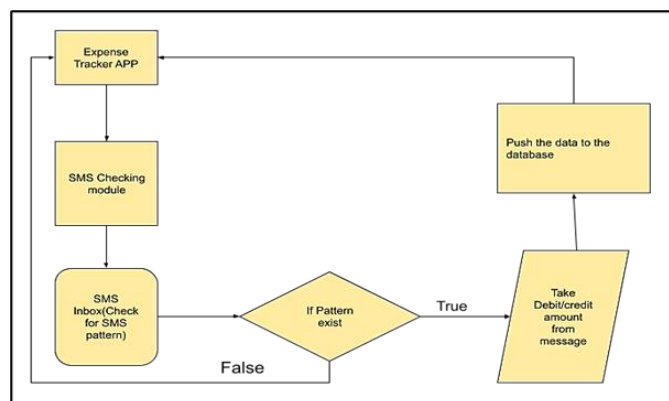 Expense
Tracker APP
SMS Checking
module
SMS
Inbox(Check
for SMS
pattern)
If Pattern
exist
True
False
Take
Debit/credit
amount
from
message
Push the data to the
database